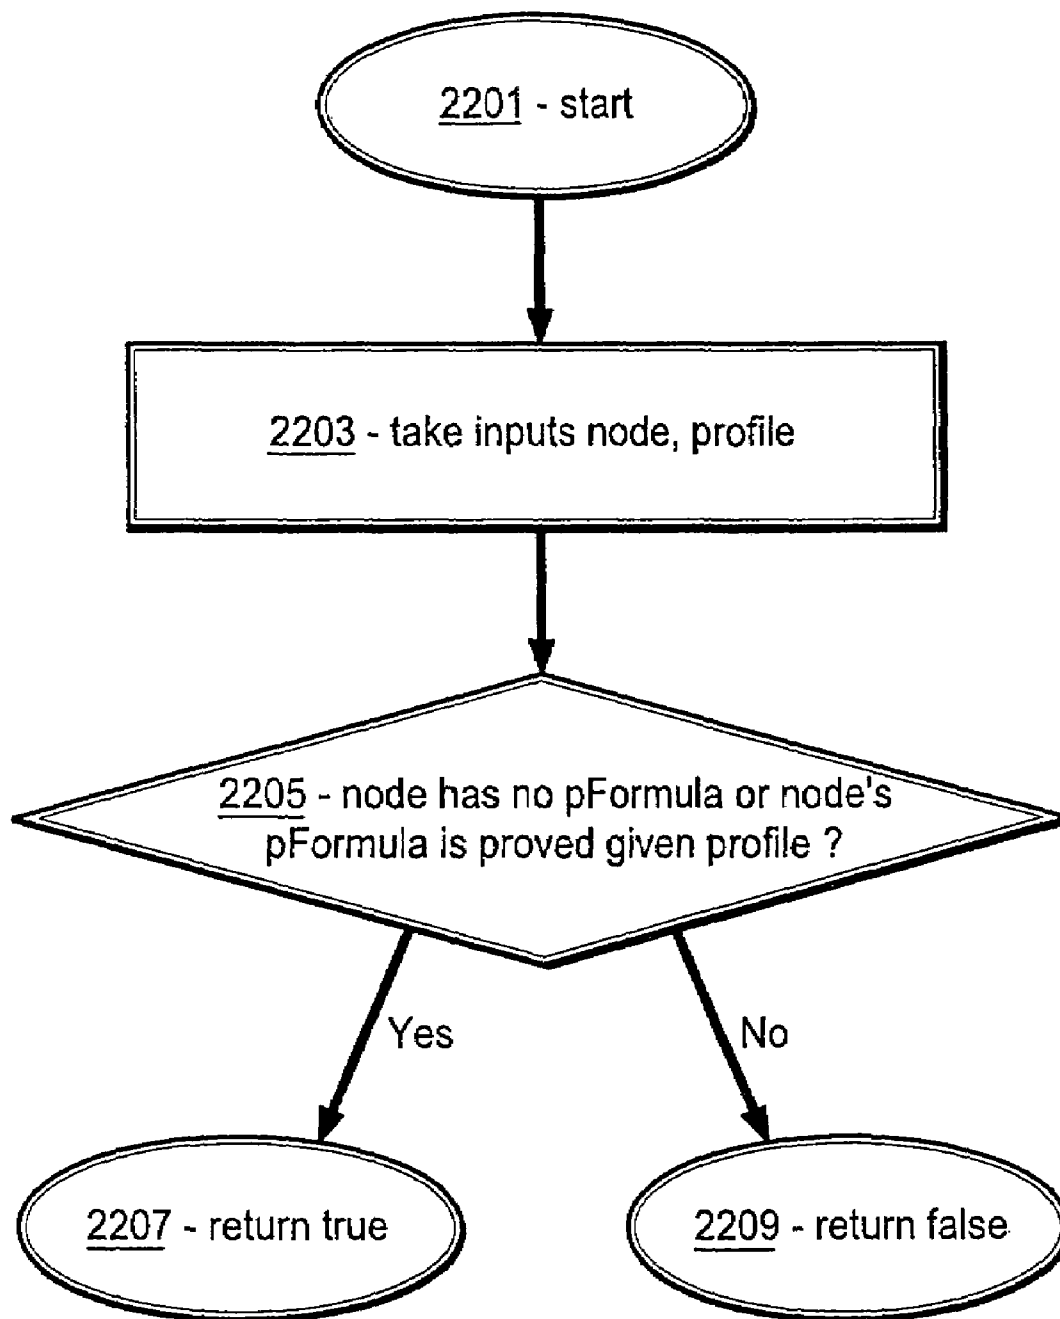 2201 - start
2203 - take inputs node, profile
2205 - node has no pFormula or node's
pFormula is proved given profile ?
Yes
No
2207 - return true
2209 - return false